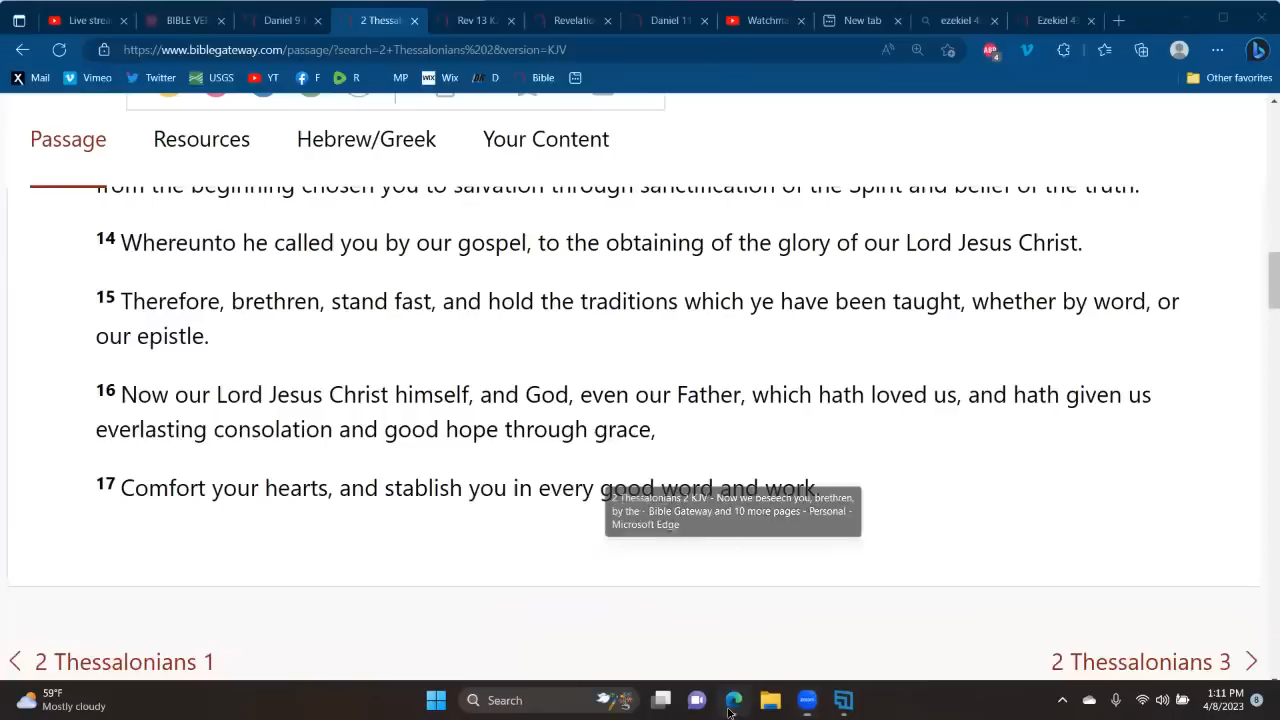 Live stream
BIBLE VE
Daniel 9
2 Thessal
Rev 13 K
Revelatio
Daniel 11
Watchma
New tab
ezekiel 4
Ezekiel 4
https://www.biblegateway.com/passage/?search=2+Thessalonians%202&version=KJV
4
Mail Vimeo Twitter USGS YT F R MP WIX Wix D Bible Other favorites
Passage Resources Hebrew/Greek Your Content
from the beginning chosen you to salvation through sanctification of the Spirit and belief of the truth:
14 Whereunto he called you by our gospel, to the obtaining of the glory of our Lord Jesus Christ.
15 Therefore, brethren, stand fast, and hold the traditions which ye have been taught, whether by word, or
our epistle.
16 Now our Lord Jesus Christ himself, and God, even our Father, which hath loved us, and hath given us
everlasting consolation and good hope through grace,
17 Comfort your hearts, and stablish you in every good word and work.
2 Thessalonians 2 KJV - Now we beseech you, brethren,
by the - Bible Gateway and 10 more pages - Personal -
Microsoft Edge
2 Thessalonians 1
2 Thessalonians 3
59°F
Mostly cloudy
Search
1:11 PM
4/8/2023
8